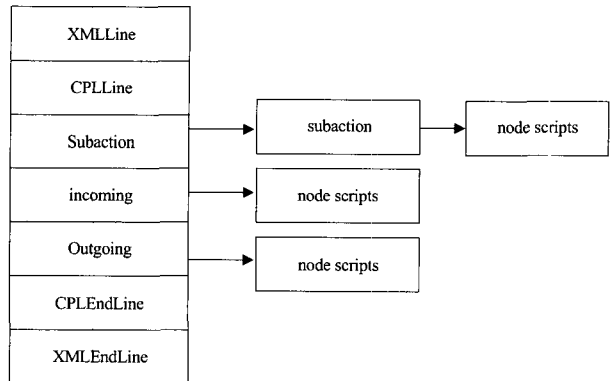 XMLLine
CPLLine
Subaction
subaction
node scripts
incoming
node scripts
Outgoing
node scripts
CPLEndLine
XMLEndLine